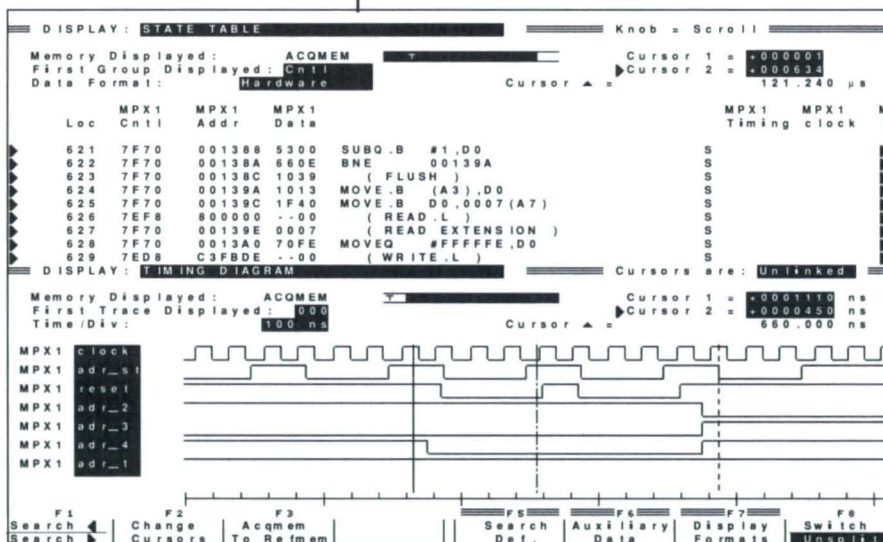 DISPLAY: STATE TABLE Knob = Scroll
Memory Displayed: ACQMEM T Cursor 1 = +000001
First Group Displayed: Cntl Cursor 2 = +000634
Data Format: Hardware Cursor ▲ = 121.240 µs
MPX1 MPX1 MPX1 MPX1 MPX1
Loc Cntl Addr Data Timing clock
621 7F70 001388 5300 SUBQ.B #1,D0 S
622 7F70 00138A 660E BNE 00139A S
623 7F70 00138C 1039 ( FLUSH ) S
624 7F70 00139A 1013 MOVE.B (A3),D0 S
625 7F70 00139C 1F40 MOVE.B D0,0007(A7) S
626 7EF8 800000 --00 ( READ.L ) S
627 7F70 00139E 0007 ( READ EXTENSION ) S
628 7F70 0013A0 70FE MOVEQ #FFFFFE,D0 S
629 7ED8 C3FBDE --00 ( WRITE.L ) S
DISPLAY: TIMING DIAGRAM Cursors are: Unlinked
Memory Displayed: ACQMEM T Cursor 1 = +0001110 ns
First Trace Displayed: 000 Cursor 2 = +0000450 ns
Time/Div: 100 ns Cursor ▲ = 660.000 ns
MPX1 clock
MPX1 adr_st
MPX1 reset
MPX1 adr_2
MPX1 adr_3
MPX1 adr_4
MPX1 adr_1
F1 F2 F3 F5 F6 F7 F8
Search ◀ Change Acqmem Search Auxiliary Display Switch
Search ▶ Cursors To Refmem Def. Data Formats Unsplit